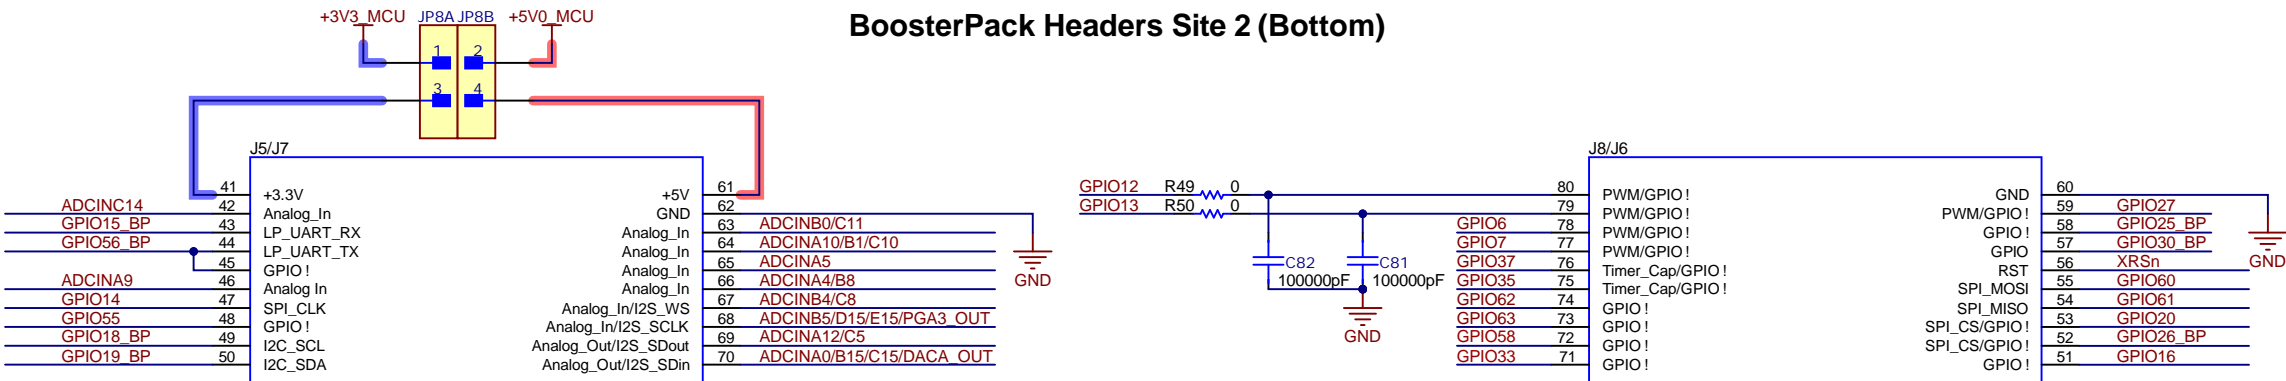 BoosterPack Headers Site 2 (Bottom)
+3V3_MCU JP8A JP8B +5V0_MCU
1 2
3 4
J5/J7
41 +3.3V +5V 61
ADCINC14 42 Analog_In GND 62
GPIO15_BP 43 LP_UART_RX Analog_In 63 ADCINB0/C11
GPIO56_BP 44 LP_UART_TX Analog_In 64 ADCINA10/B1/C10
45 GPIO ! Analog_In 65 ADCINA5
ADCINA9 46 Analog In Analog_In 66 ADCINA4/B8
GPIO14 47 SPI_CLK Analog_In/I2S_WS 67 ADCINB4/C8
GPIO55 48 GPIO ! Analog_In/I2S_SCLK 68 ADCINB5/D15/E15/PGA3_OUT
GPIO18_BP 49 I2C_SCL Analog_Out/I2S_SDout 69 ADCINA12/C5
GPIO19_BP 50 I2C_SDA Analog_Out/I2S_SDin 70 ADCINA0/B15/C15/DACA_OUT
GND
J8/J6
GPIO12 R49 0 80 PWM/GPIO ! GND 60
GPIO13 R50 0 79 PWM/GPIO ! PWM/GPIO ! 59 GPIO27
GPIO6 78 PWM/GPIO ! GPIO ! 58 GPIO25_BP
GPIO7 77 PWM/GPIO ! GPIO 57 GPIO30_BP
GPIO37 76 Timer_Cap/GPIO ! RST 56 XRSn
GPIO35 75 Timer_Cap/GPIO ! SPI_MOSI 55 GPIO60
GPIO62 74 GPIO ! SPI_MISO 54 GPIO61
GPIO63 73 GPIO ! SPI_CS/GPIO ! 53 GPIO20
GPIO58 72 GPIO ! SPI_CS/GPIO ! 52 GPIO26_BP
GPIO33 71 GPIO ! GPIO ! 51 GPIO16
C82 C81
100000pF 100000pF
GND
GND